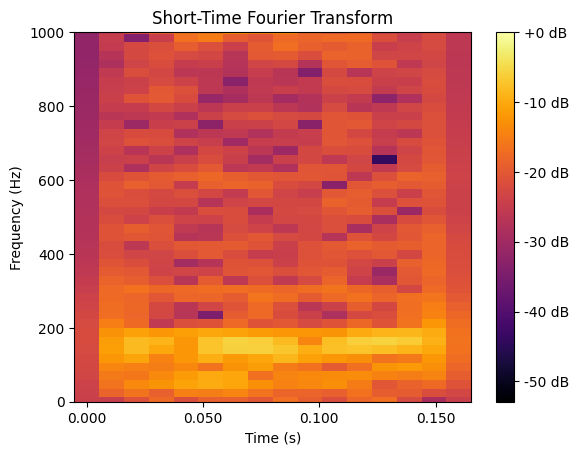 Short-Time Fourier Transform
Frequency (Hz)
1000
800
600
400
200
0
0.000
0.050
0.100
0.150
Time (s)
+0 dB
-10 dB
-20 dB
-30 dB
-40 dB
-50 dB